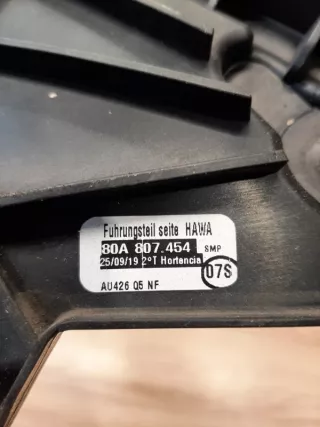 Fuhrungsteil seite HAWA
80A 807.454 SMP
25/09/19 2°T Hortencia
07S
AU426 Q5 NF